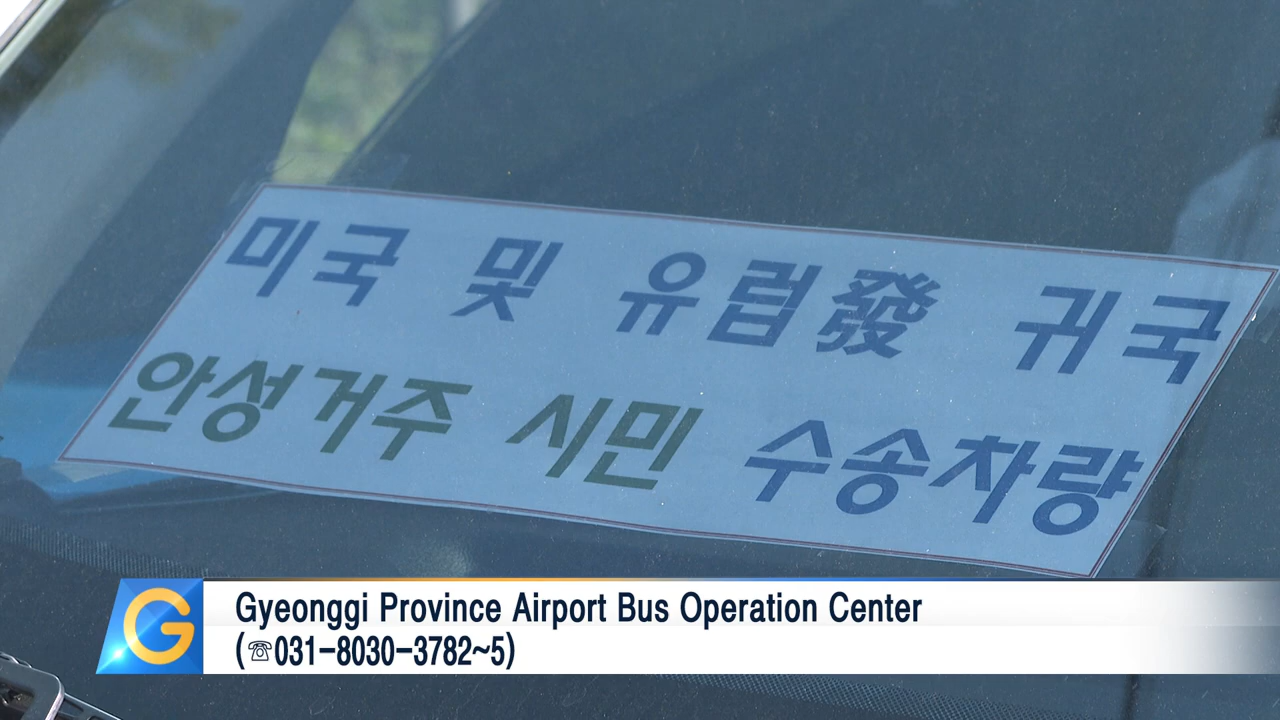 미국 및 유럽發 귀국
안성거주 시민 수송차량
G
Gyeonggi Province Airport Bus Operation Center
(☏031-8030-3782~5)